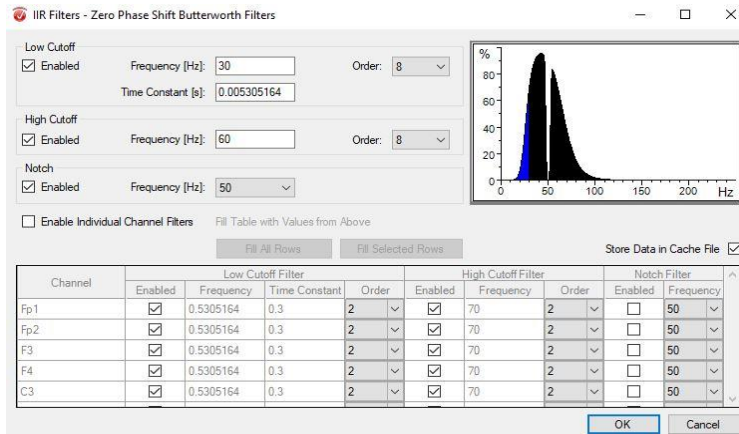 IIR Filters - Zero Phase Shift Butterworth Filters
Low Cutoff
Enabled Frequency [Hz]: 30 Order: 8
Time Constant [s]: 0.005305164
High Cutoff
Enabled Frequency [Hz]: 60 Order: 8
Notch
Enabled Frequency [Hz]: 50
%
80
60
40
20
0
0 50 100 150 200 Hz
Enable Individual Channel Filters Fill Table with Values from Above
Fill All Rows Fill Selected Rows Store Data in Cache File
Channel Low Cutoff Filter High Cutoff Filter Notch Filter
Enabled Frequency Time Constant Order Enabled Frequency Order Enabled Frequency
Fp1 0.5305164 0.3 2 70 2 50
Fp2 0.5305164 0.3 2 70 2 50
F3 0.5305164 0.3 2 70 2 50
F4 0.5305164 0.3 2 70 2 50
C3 0.5305164 0.3 2 70 2 50
OK Cancel